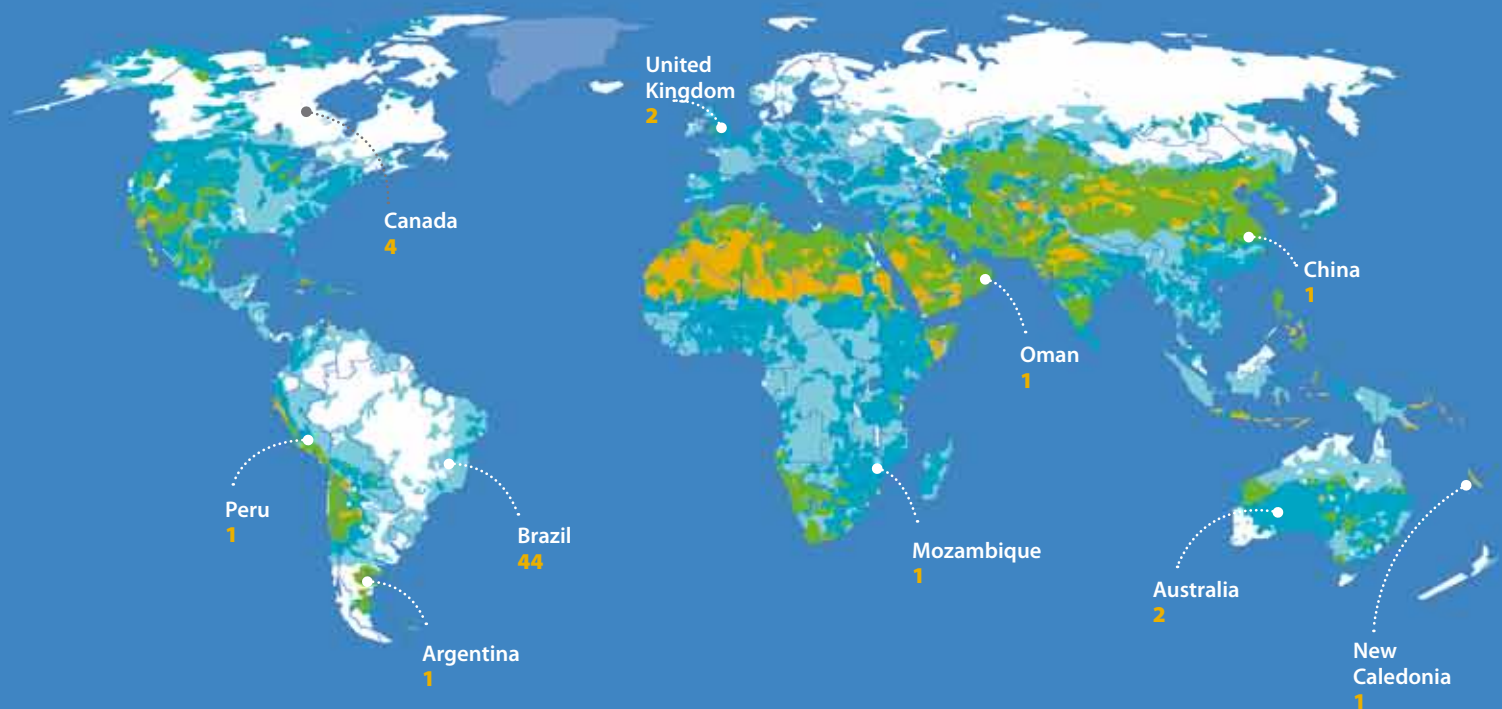 United
Kingdom
2
Canada
4
China
1
Oman
1
Peru
1
Brazil
44
Mozambique
1
Australia
2
Argentina
1
New
Caledonia
1